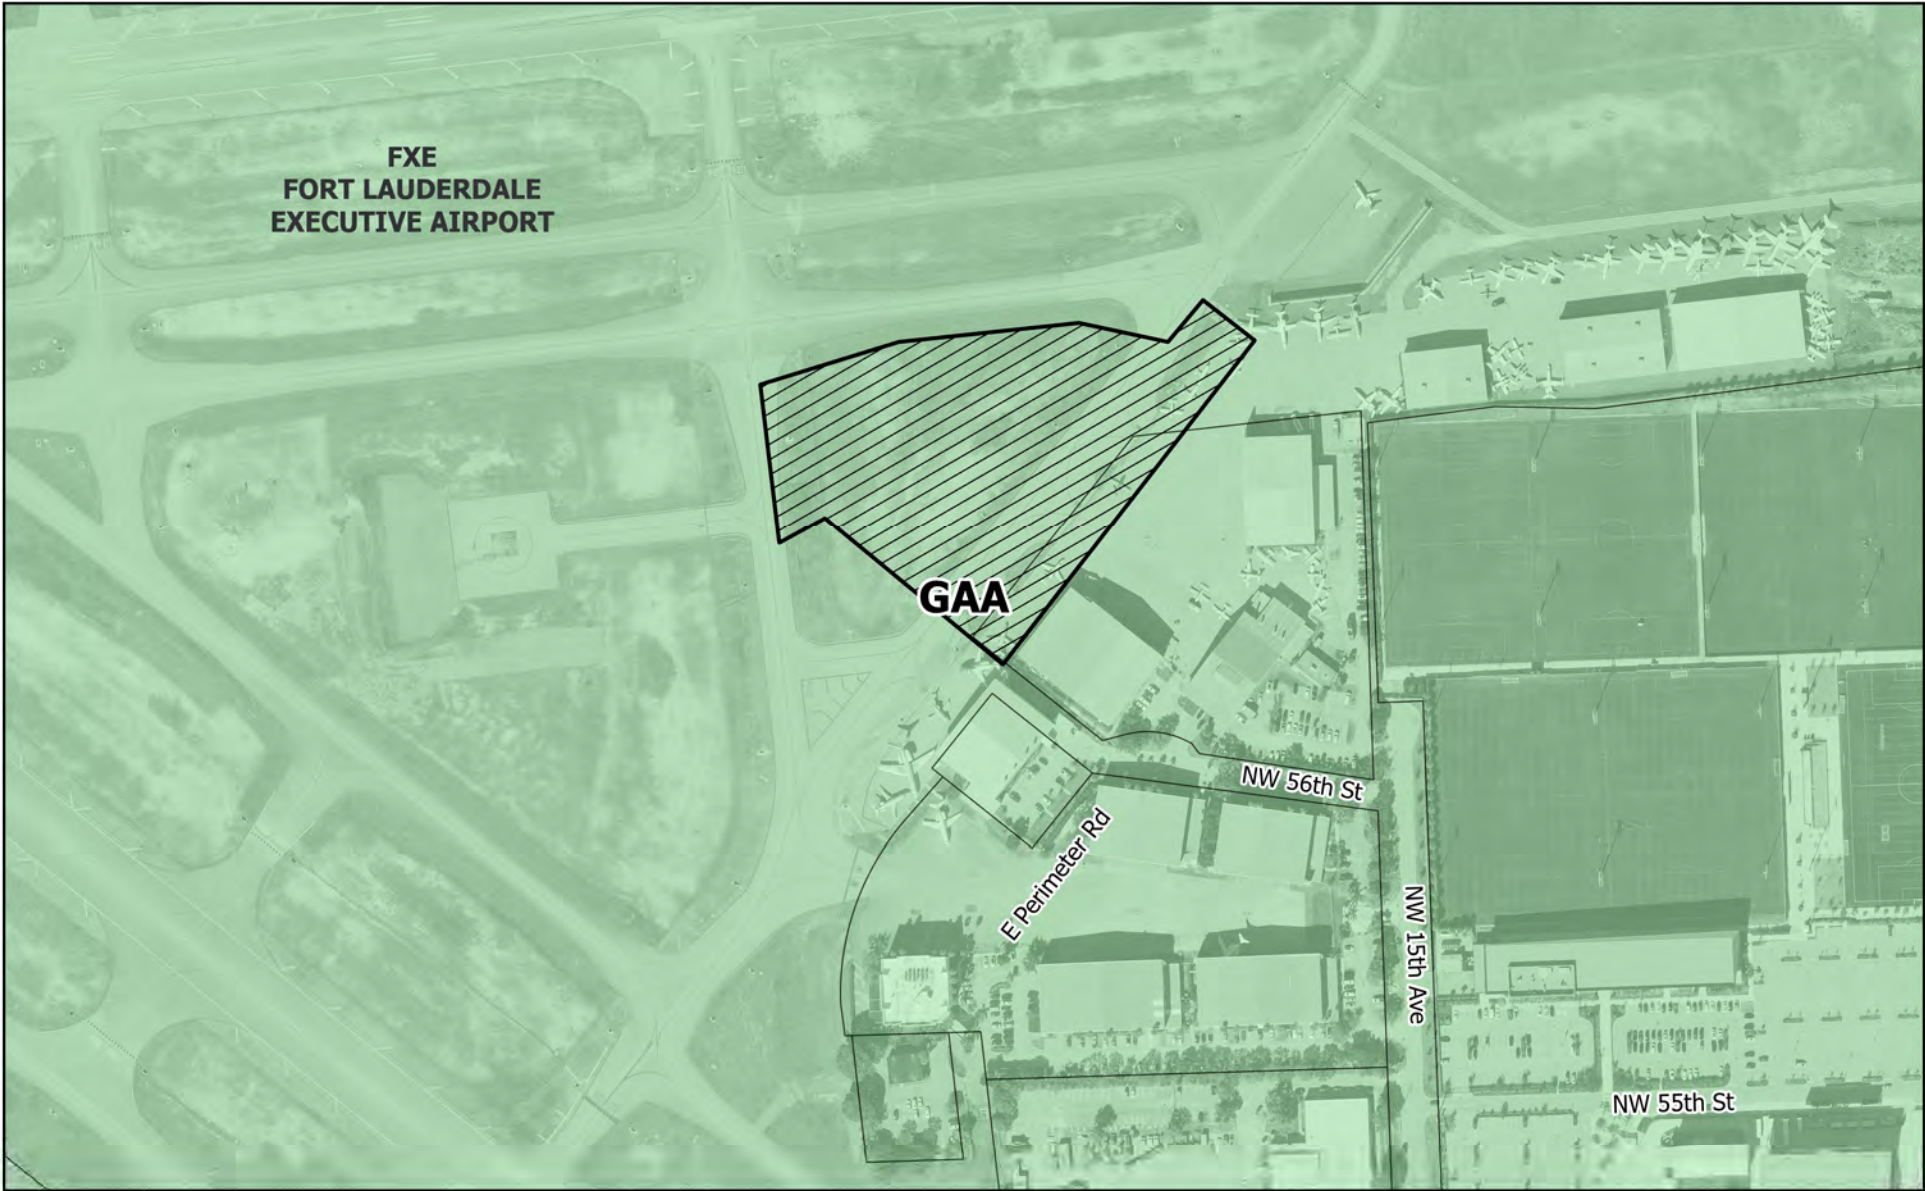 FXE
FORT LAUDERDALE
EXECUTIVE AIRPORT
GAA
NW 56th St
E Perimeter Rd
NW 15th Ave
NW 55th St